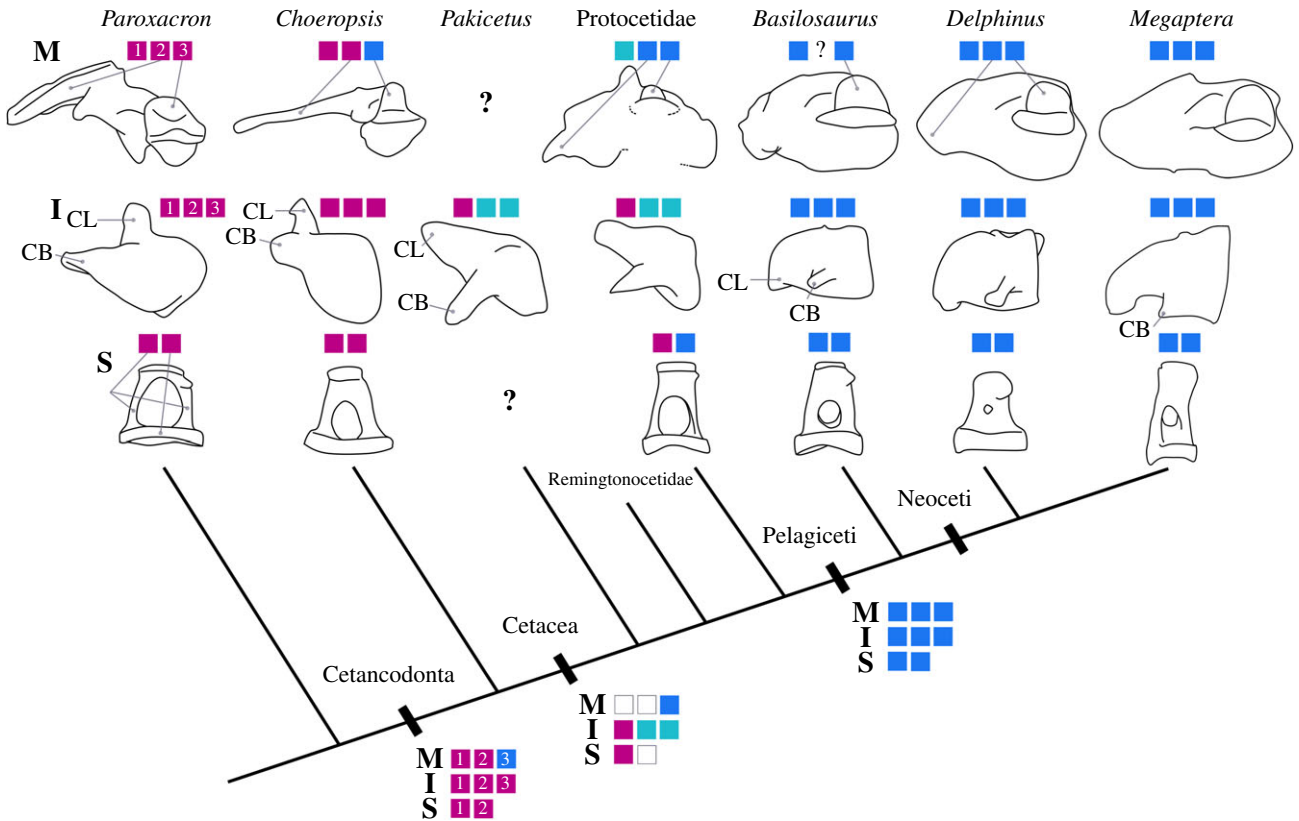 Paroxacron Choeropsis Pakicetus Protocetidae Basilosaurus Delphinus Megaptera
M 1 2 3 ?
?
I CL 1 2 3 CL
CB CB CL
CB CL CB CB
S
?
Remingtonocetidae
Neoceti
Pelagiceti
M
Cetacea I
S
Cetancodonta
M
I
S
M 1 2 3
I 1 2 3
S 1 2